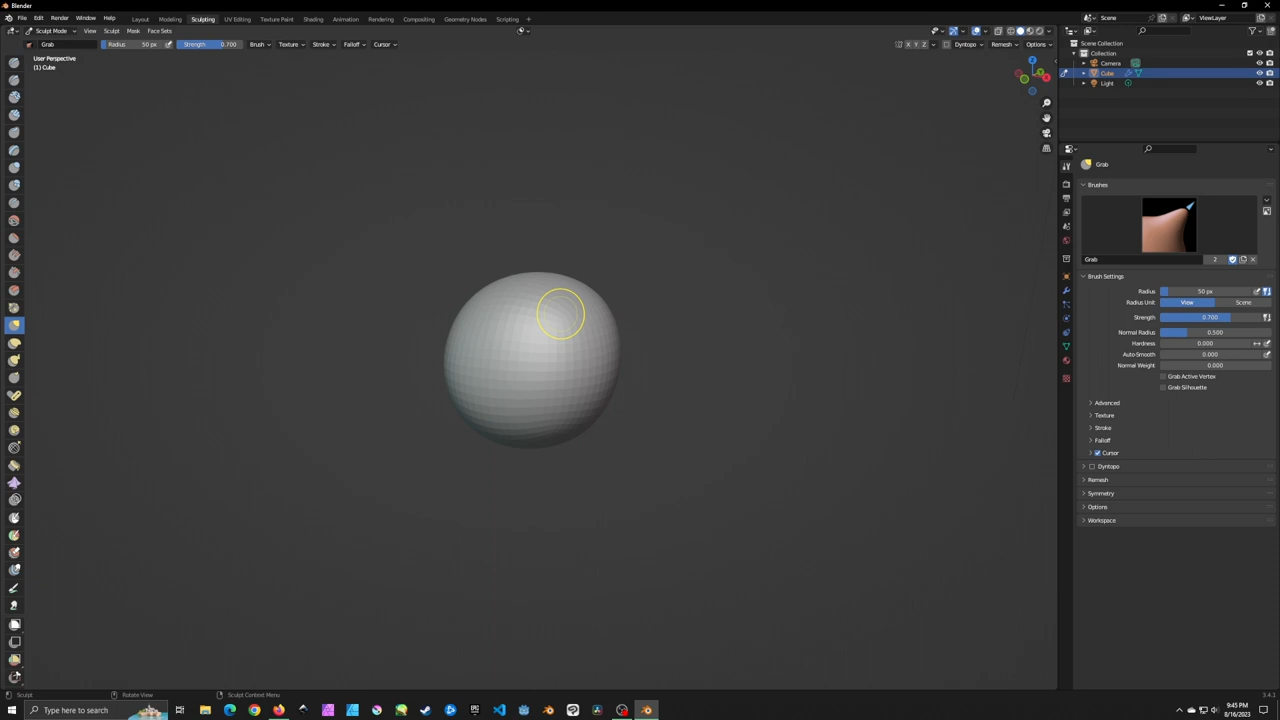 Blender
File Edit Render Window Help
Layout Modeling Sculpting UV Editing Texture Paint Shading Animation Rendering Compositing Geometry Nodes Scripting
Scene
ViewLayer
Sculpt Mode View Sculpt Mask Face Sets
Grab Radius 50 px Strength 0.700 Brush Texture Stroke Falloff Cursor
X Y Z Dyntopo Remesh Options
User Perspective
(1) Cube
Scene Collection
Collection
Camera
Cube
Light
Grab
Brushes
Grab 2
Brush Settings
Radius 50 px
Radius Unit View Scene
Strength 0.700
Normal Radius 0.500
Hardness 0.000
Auto-Smooth 0.000
Normal Weight 0.000
Grab Active Vertex
Grab Silhouette
Advanced
Texture
Stroke
Falloff
Cursor
Dyntopo
Remesh
Symmetry
Options
Workspace
Sculpt Rotate View Sculpt Context Menu
3.4.1
Type here to search
9:45 PM
8/16/2023